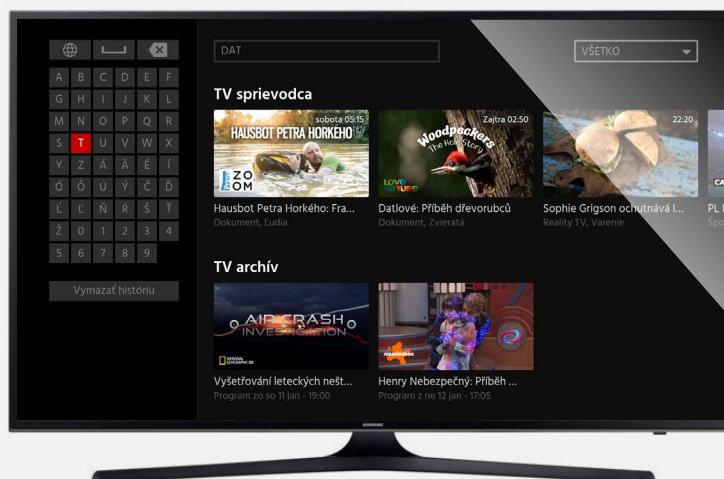 DAT
VŠETKO
A B C D E F
G H I J K L
M N O P Q R
S T U V W X
Y Z Á Ä É Í
Ó Ô Ú Ý Č Ď
Ĺ Ľ Ň Ŕ Š Ť
Ž 0 1 2 3 4
5 6 7 8 9
Vymazať históriu
TV sprievodca
sobota 05:15
HAUSBOT PETRA HORKÉHO
ZOOM
Hausbot Petra Horkého: Fra...
Dokument, Ľudia
Zajtra 02:50
Woodpeckers
The Hole Story
LOVE NATURE
Datlové: Příběh dřevorubců
Dokument, Zvieratá
22:20
Sophie Grigson ochutnává l...
Reality TV, Varenie
CA
PL
Špo
TV archív
AIR CRASH
INVESTIGATION
NATIONAL GEOGRAPHIC
Vyšetřování leteckých nešt...
Program zo so 11 jan - 19:00
nickelodeon
Henry Nebezpečný: Příběh ...
Program z ne 12 jan - 17:05
SAMSUNG